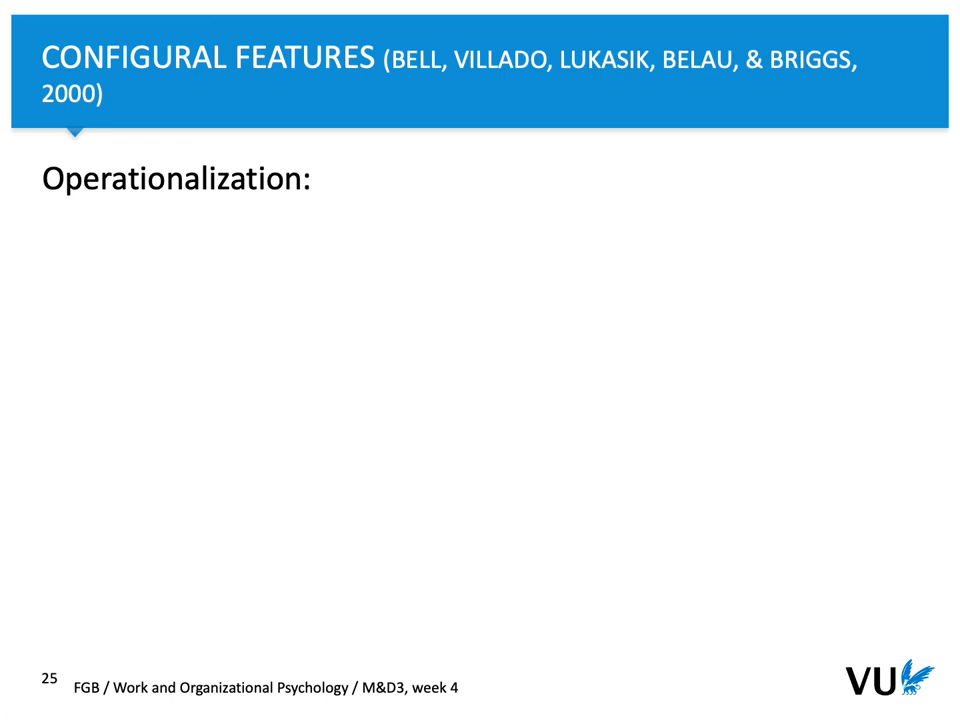 CONFIGURAL FEATURES (BELL, VILLADO, LUKASIK, BELAU, & BRIGGS,
2000)
Operationalization:
25
FGB / Work and Organizational Psychology / M&D3, week 4
VU